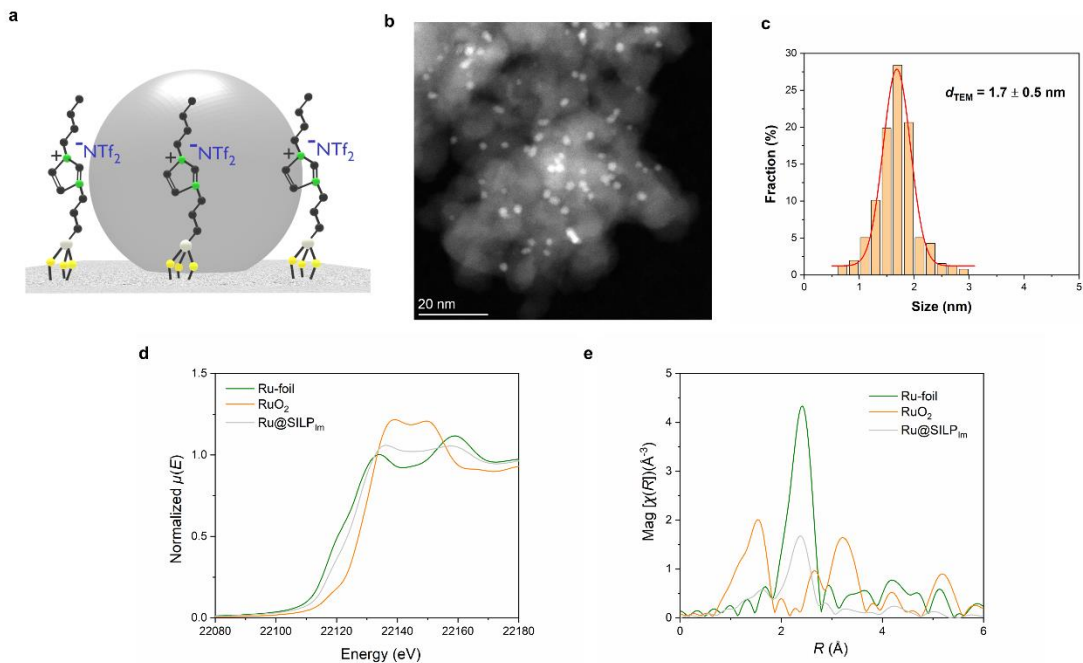 a
+
-NTf₂
+
-NTf₂
+
-NTf₂
b
20 nm
c
30
25
20
15
10
5
0
Fraction (%)
d_TEM = 1.7 ± 0.5 nm
0 1 2 3 4 5
Size (nm)
d
1.5
1.0
0.5
0.0
Normalized μ(E)
Ru-foil
RuO₂
Ru@SILP_Im
22080 22100 22120 22140 22160 22180
Energy (eV)
e
5
4
3
2
1
0
Mag [χ(R])(Å⁻³)
Ru-foil
RuO₂
Ru@SILP_Im
0 2 4 6
R (Å)